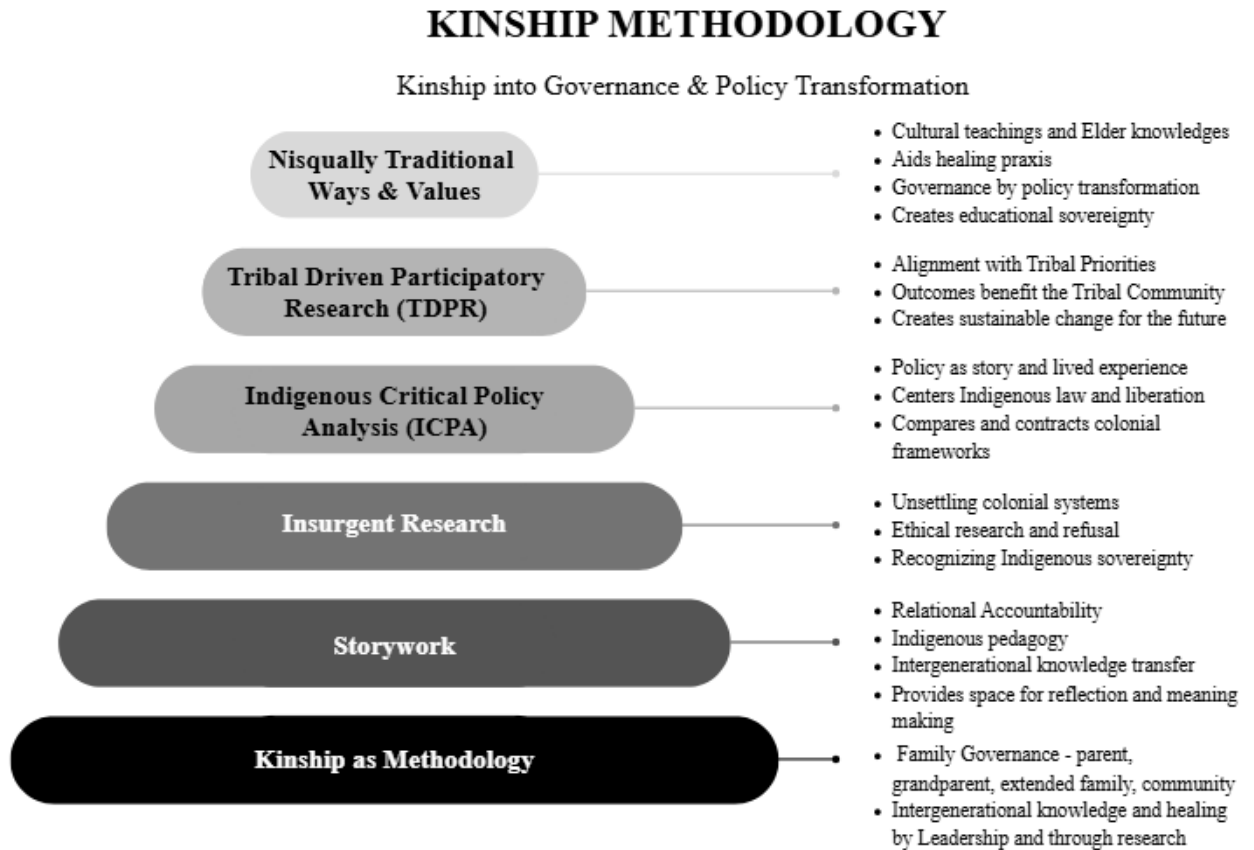 KINSHIP METHODOLOGY
Kinship into Governance & Policy Transformation
Nisqually Traditional
Ways & Values
• Cultural teachings and Elder knowledges
• Aids healing praxis
• Governance by policy transformation
• Creates educational sovereignty
Tribal Driven Participatory
Research (TDPR)
• Alignment with Tribal Priorities
• Outcomes benefit the Tribal Community
• Creates sustainable change for the future
Indigenous Critical Policy
Analysis (ICPA)
• Policy as story and lived experience
• Centers Indigenous law and liberation
• Compares and contracts colonial
frameworks
Insurgent Research
• Unsettling colonial systems
• Ethical research and refusal
• Recognizing Indigenous sovereignty
Storywork
• Relational Accountability
• Indigenous pedagogy
• Intergenerational knowledge transfer
• Provides space for reflection and meaning
making
Kinship as Methodology
• Family Governance - parent,
grandparent, extended family, community
• Intergenerational knowledge and healing
by Leadership and through research